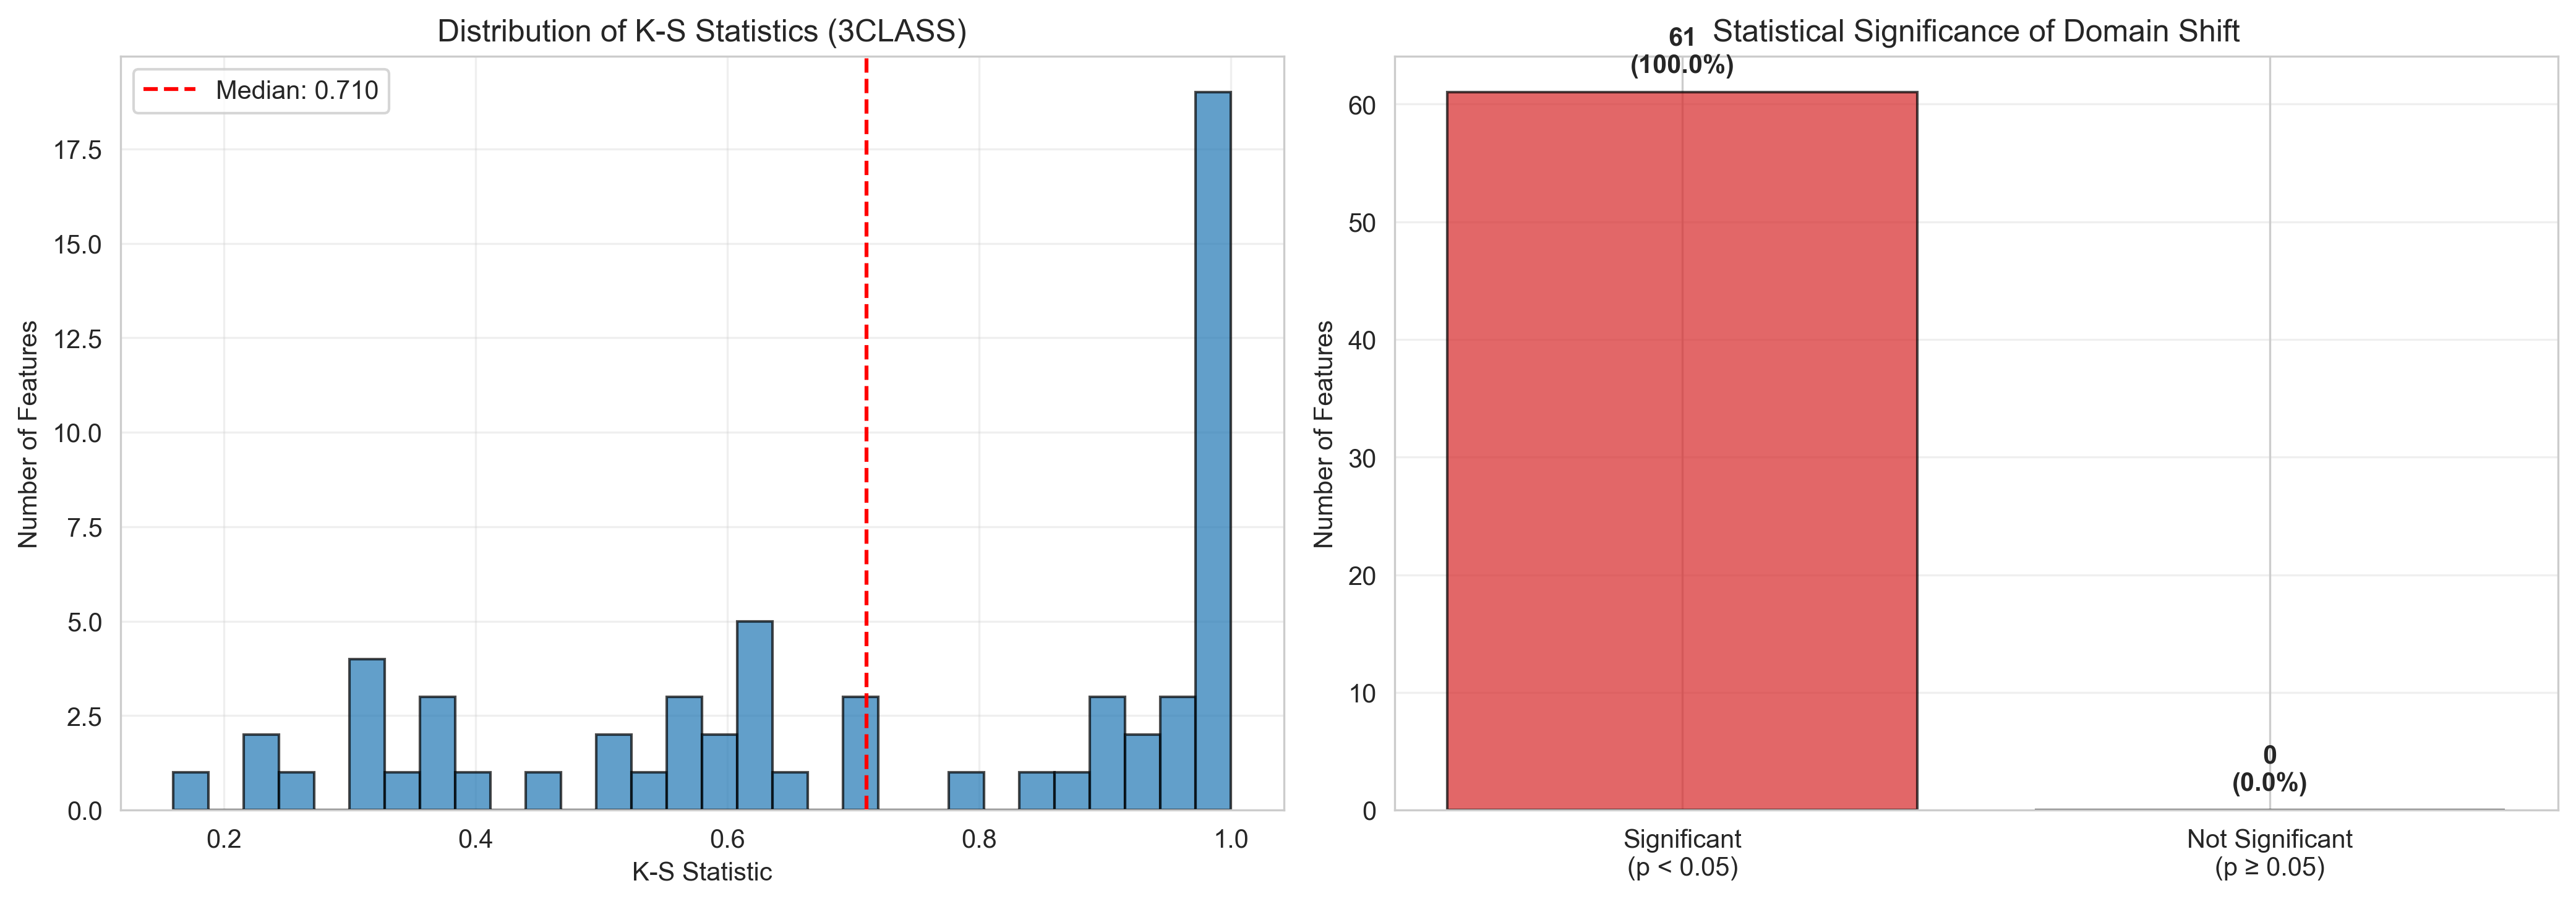 Distribution of K-S Statistics (3CLASS)
Median: 0.710
Number of Features
17.5
15.0
12.5
10.0
7.5
5.0
2.5
0.0
0.2
0.4
0.6
0.8
1.0
K-S Statistic
Statistical Significance of Domain Shift
61
(100.0%)
Number of Features
60
50
40
30
20
10
0
0
(0.0%)
Significant
(p < 0.05)
Not Significant
(p ≥ 0.05)